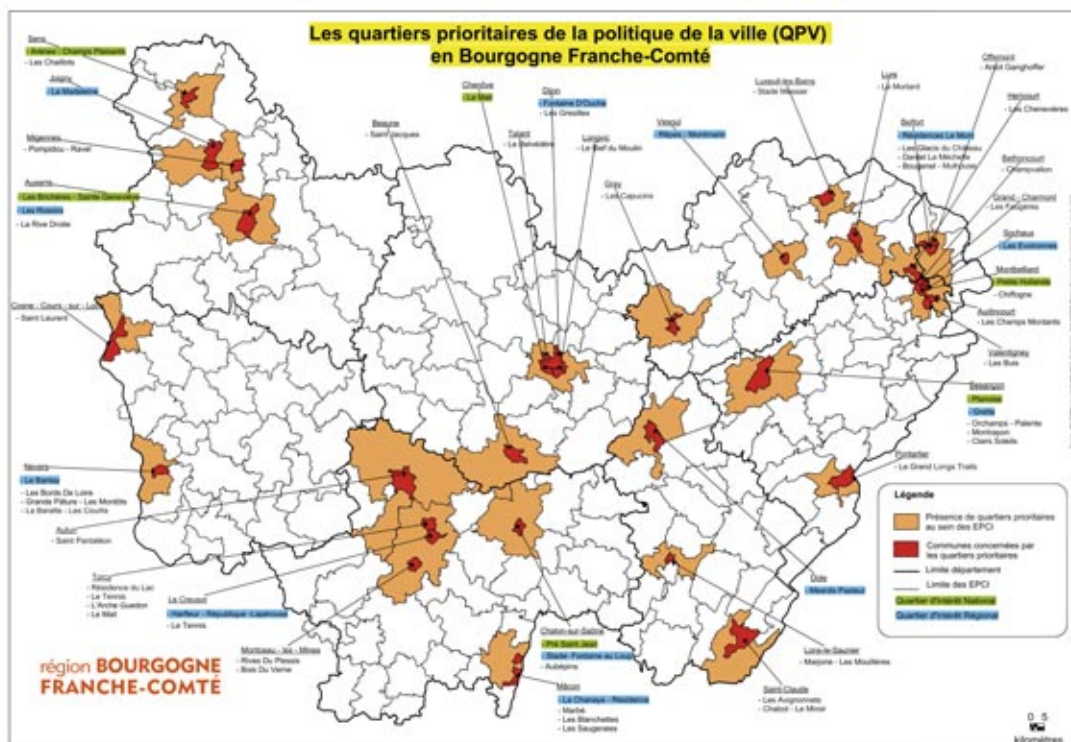 Les quartiers prioritaires de la politique de la ville (QPV)
en Bourgogne Franche-Comté
Sens
- Arènes - Champs Plaisants
- Les Chaillots
Joigny
- La Madeleine
Migennes
- Pompidou - Ravel
Auxerre
- Les Brichères - Sainte Geneviève
- Les Rosoirs
- La Rive Droite
Cosne - Cours - sur - Loire
- Saint Laurent
Nevers
- Le Banlay
- Les Bords De Loire
- Grande Pâture - Les Montôts
- La Baratte - Les Courlis
Autun
- Saint Pantaléon
Torcy
- Résidence du Lac
- Le Tennis
- L'Arche Guedon
- Le Mail
Le Creusot
- Harfleur - République - Lapérouse
- Le Tennis
Montceau - les - Mines
- Rives Du Plessis
- Bois Du Verne
Beaune
- Saint Jacques
Chenôve
- Le Mail
Talant
- Le Belvédère
Dijon
- Fontaine D'Ouche
- Les Grésilles
Longvic
- Le Bief du Moulin
Gray
- Les Capucins
Vesoul
- Rêpes - Montmarin
Luxeuil-les-Bains
- Stade Messier
Lure
- Le Mortard
Offemont
- Arsot Ganghoffer
Héricourt
- Les Chenevières
Belfort
- Résidences Le Mont
- Les Glacis du Château
- Dardel La Méchelle
- Bougenel - Mulhouse
Bethoncourt
- Champvallon
Grand - Charmont
- Les Fougères
Sochaux
- Les Evoironnes
Montbéliard
- Petite Hollande
- Chiffogne
Audincourt
- Les Champs Montants
Valentigney
- Les Buis
Besançon
- Planoise
- Grette
- Orchamps - Palente
- Montrapon
- Clairs Soleils
Pontarlier
- Le Grand Longs Traits
Dole
- Mesnils Pasteur
Lons-le-Saunier
- Marjorie - Les Mouillères
Saint-Claude
- Les Avignonnets
- Chabot - Le Miroir
Chalon-sur-Saône
- Pré Saint Jean
- Stade- Fontaine au Loup
- Aubépins
Mâcon
- La Chanaye - Résidence
- Marbé
- Les Blanchettes
- Les Saugeraies
Légende
Présence de quartiers prioritaires
au sein des EPCI
Communes concernées par
les quartiers prioritaires
Limite département
Limite des EPCI
Quartier d'Intérêt National
Quartier d'Intérêt Régional
région BOURGOGNE
FRANCHE-COMTÉ
0 5
kilomètres